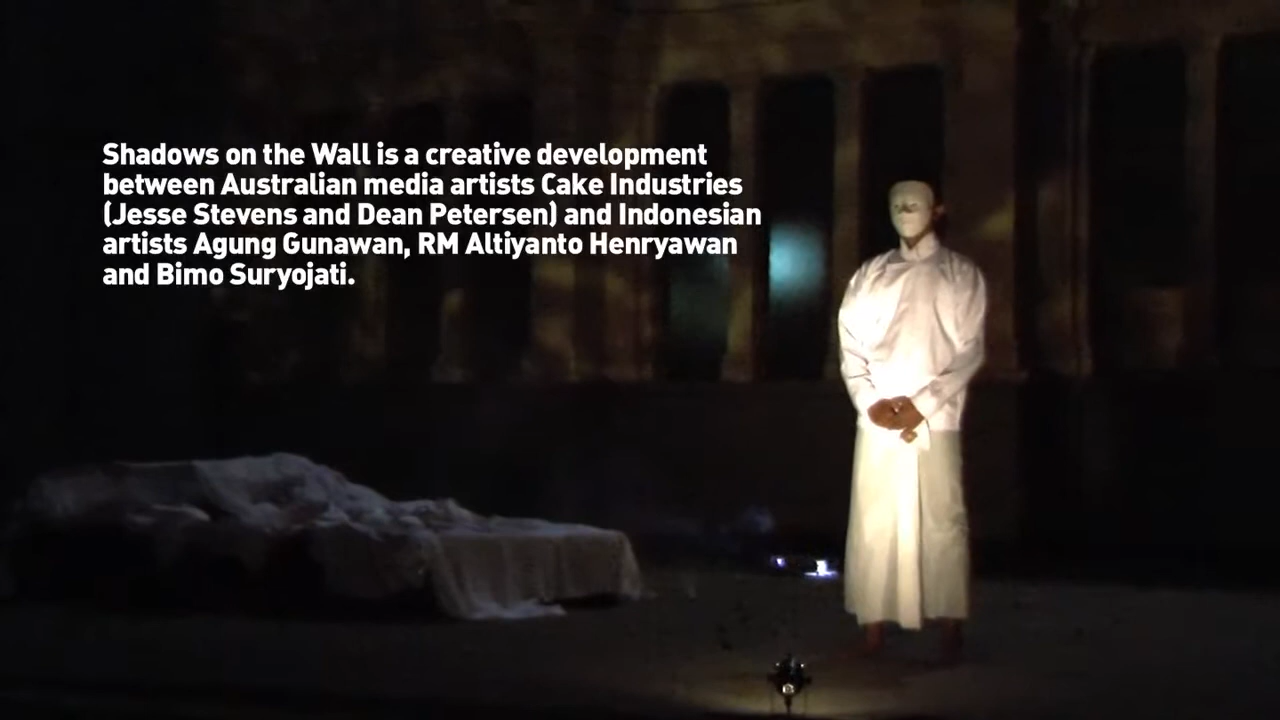 Shadows on the Wall is a creative development
between Australian media artists Cake Industries
(Jesse Stevens and Dean Petersen) and Indonesian
artists Agung Gunawan, RM Altiyanto Henryawan
and Bimo Suryojati.